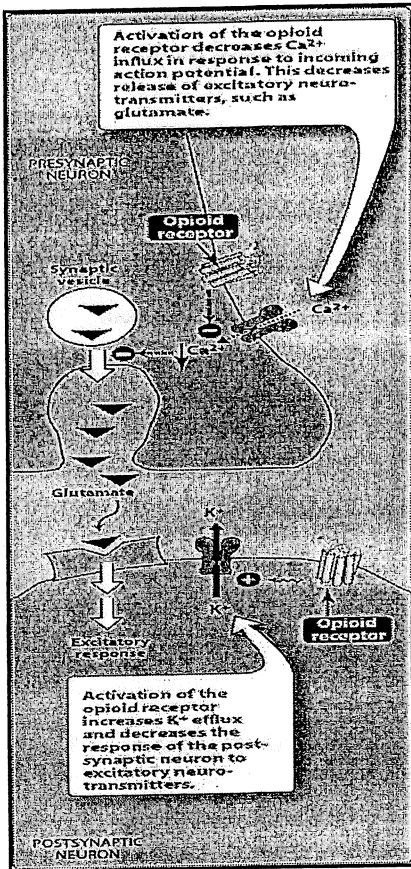 Activation of the opioid
receptor decreases Ca²⁺
influx in response to incoming
action potential. This decreases
release of excitatory neuro-
transmitters, such as
glutamate.
PRESYNAPTIC
NEURON
Opioid
receptor
Synaptic
vesicle
Ca²⁺
Ca²⁺
Glutamate
K⁺
K⁺
Opioid
receptor
Excitatory
response
Activation of the
opioid receptor
increases K⁺ efflux
and decreases the
response of the post-
synaptic neuron to
excitatory neuro-
transmitters.
POSTSYNAPTIC
NEURON